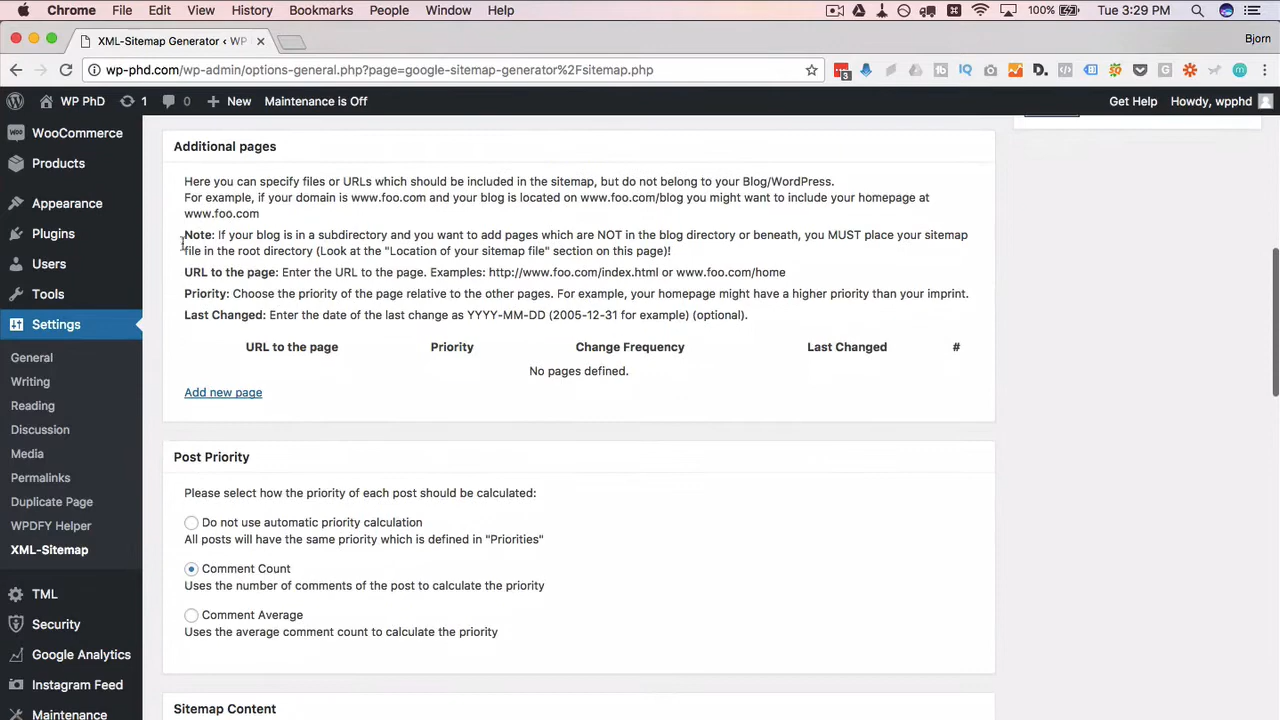 Chrome File Edit View History Bookmarks People Window Help 100% Tue 3:29 PM
XML-Sitemap Generator ‹ WP Bjorn
wp-phd.com/wp-admin/options-general.php?page=google-sitemap-generator%2Fsitemap.php 3
WP PhD 1 0 New Maintenance is Off Get Help Howdy, wpphd
WooCommerce
Products
Appearance
Plugins
Users
Tools
Settings
General
Writing
Reading
Discussion
Media
Permalinks
Duplicate Page
WPDFY Helper
XML-Sitemap
TML
Security
Google Analytics
Instagram Feed
Maintenance
Additional pages
Here you can specify files or URLs which should be included in the sitemap, but do not belong to your Blog/WordPress.
For example, if your domain is www.foo.com and your blog is located on www.foo.com/blog you might want to include your homepage at
www.foo.com
Note: If your blog is in a subdirectory and you want to add pages which are NOT in the blog directory or beneath, you MUST place your sitemap
file in the root directory (Look at the "Location of your sitemap file" section on this page)!
URL to the page: Enter the URL to the page. Examples: http://www.foo.com/index.html or www.foo.com/home
Priority: Choose the priority of the page relative to the other pages. For example, your homepage might have a higher priority than your imprint.
Last Changed: Enter the date of the last change as YYYY-MM-DD (2005-12-31 for example) (optional).
URL to the page Priority Change Frequency Last Changed #
No pages defined.
Add new page
Post Priority
Please select how the priority of each post should be calculated:
Do not use automatic priority calculation
All posts will have the same priority which is defined in "Priorities"
Comment Count
Uses the number of comments of the post to calculate the priority
Comment Average
Uses the average comment count to calculate the priority
Sitemap Content